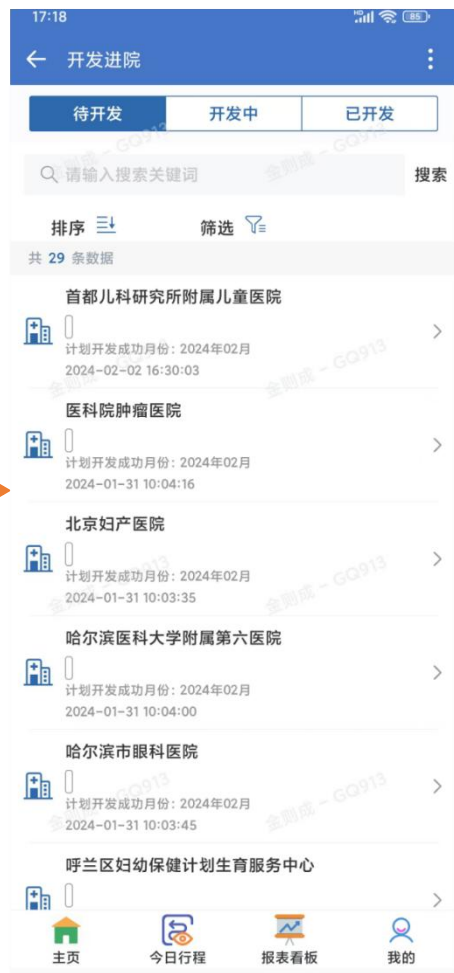 17:18
HD 85
开发进院
待开发 开发中 已开发
请输入搜索关键词 搜索
排序 筛选
共 29 条数据
首都儿科研究所附属儿童医院
计划开发成功月份: 2024年02月
2024-02-02 16:30:03
医科院肿瘤医院
计划开发成功月份: 2024年02月
2024-01-31 10:04:16
北京妇产医院
计划开发成功月份: 2024年02月
2024-01-31 10:03:35
哈尔滨医科大学附属第六医院
计划开发成功月份: 2024年02月
2024-01-31 10:04:00
哈尔滨市眼科医院
计划开发成功月份: 2024年02月
2024-01-31 10:03:45
呼兰区妇幼保健计划生育服务中心
主页 今日行程 报表看板 我的
金则成 - GQ913